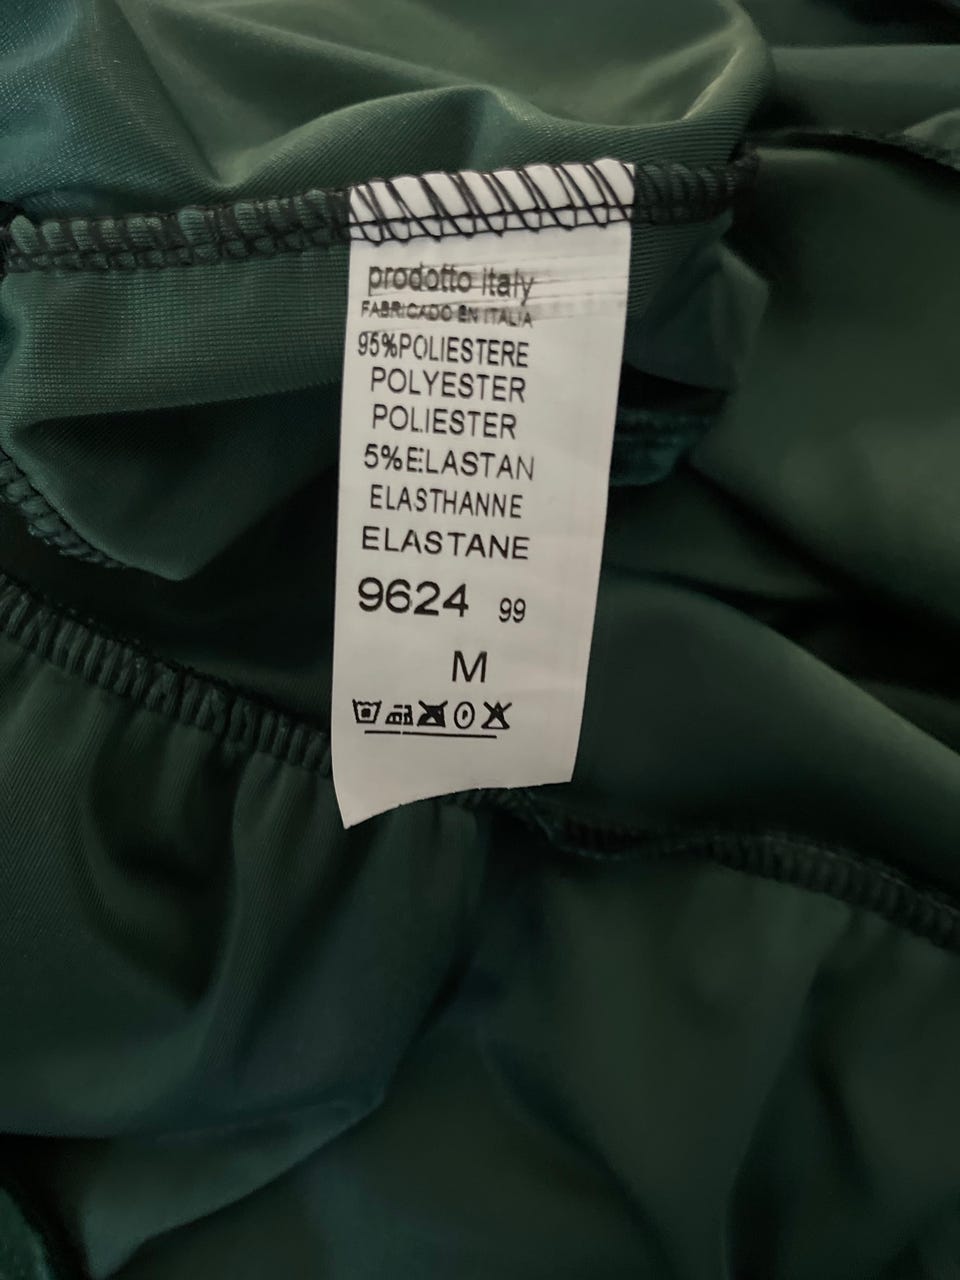 prodotto italy
FABRICADO EN ITALIA
95%POLIESTERE
POLYESTER
POLIESTER
5%ELASTAN
ELASTHANNE
ELASTANE
9624 99
M